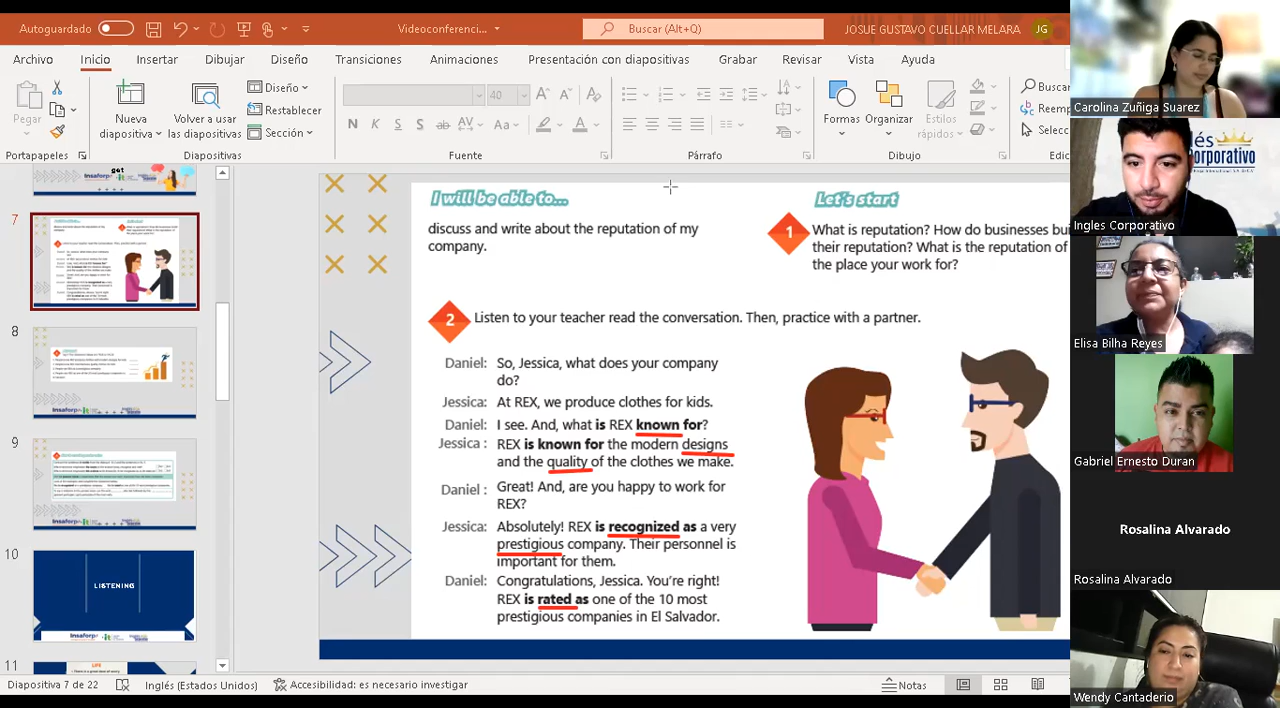 Autoguardado
Videoconferenci...
Buscar (Alt+Q)
JOSUE GUSTAVO CUELLAR MELARA
JG
Archivo Inicio Insertar Dibujar Diseño Transiciones Animaciones Presentación con diapositivas Grabar Revisar Vista Ayuda
Pegar
Nueva
diapositiva
Volver a usar
las diapositivas
Diseño
Restablecer
Sección
40
N K S S ab AV Aa A
Formas Organizar Estilos
rápidos
Buscar
Portapapeles Diapositivas Fuente Párrafo Dibujo
7
8
9
10
LISTENING
11
I will be able to...
discuss and write about the reputation of my
company.
Let's start
1
What is reputation? How do businesses bu
their reputation? What is the reputation of
the place your work for?
2
Listen to your teacher read the conversation. Then, practice with a partner.
Daniel: So, Jessica, what does your company
do?
Jessica: At REX, we produce clothes for kids.
Daniel: I see. And, what is REX known for?
Jessica : REX is known for the modern designs
and the quality of the clothes we make.
Daniel : Great! And, are you happy to work for
REX?
Jessica: Absolutely! REX is recognized as a very
prestigious company. Their personnel is
important for them.
Daniel: Congratulations, Jessica. You're right!
REX is rated as one of the 10 most
prestigious companies in El Salvador.
Diapositiva 7 de 22
Inglés (Estados Unidos)
Accesibilidad: es necesario investigar
Notas
Carolina Zuñiga Suarez
Corporativo
Ingles Corporativo
Elisa Bilha Reyes
Gabriel Ernesto Duran
Rosalina Alvarado
Rosalina Alvarado
Wendy Cantaderio